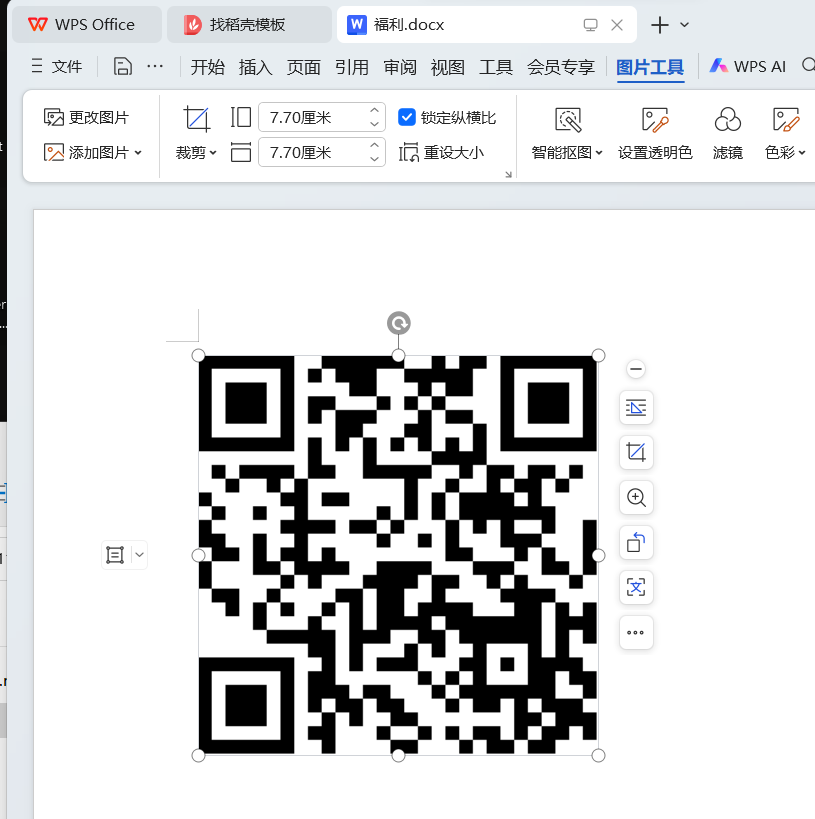 WPS Office
找稻壳模板
福利.docx
文件
开始
插入
页面
引用
审阅
视图
工具
会员专享
图片工具
WPS AI
更改图片
7.70厘米
锁定纵横比
添加图片
裁剪
7.70厘米
重设大小
智能抠图
设置透明色
滤镜
色彩